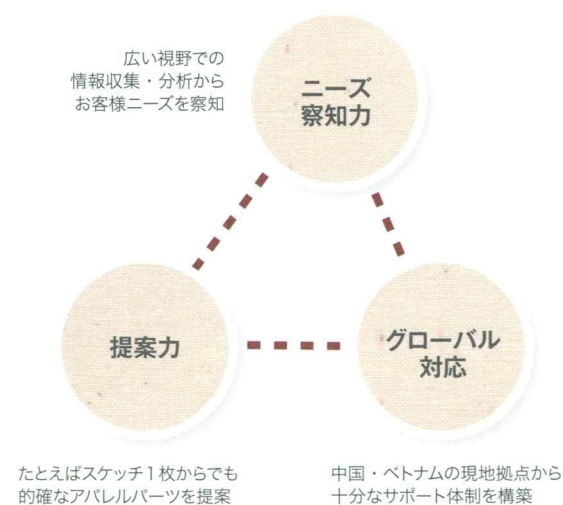 広い視野での
情報収集・分析から
お客様ニーズを察知
ニーズ
察知力
提案力
グローバル
対応
たとえばスケッチ1枚からでも
的確なアパレルパーツを提案
中国・ベトナムの現地拠点から
十分なサポート体制を構築